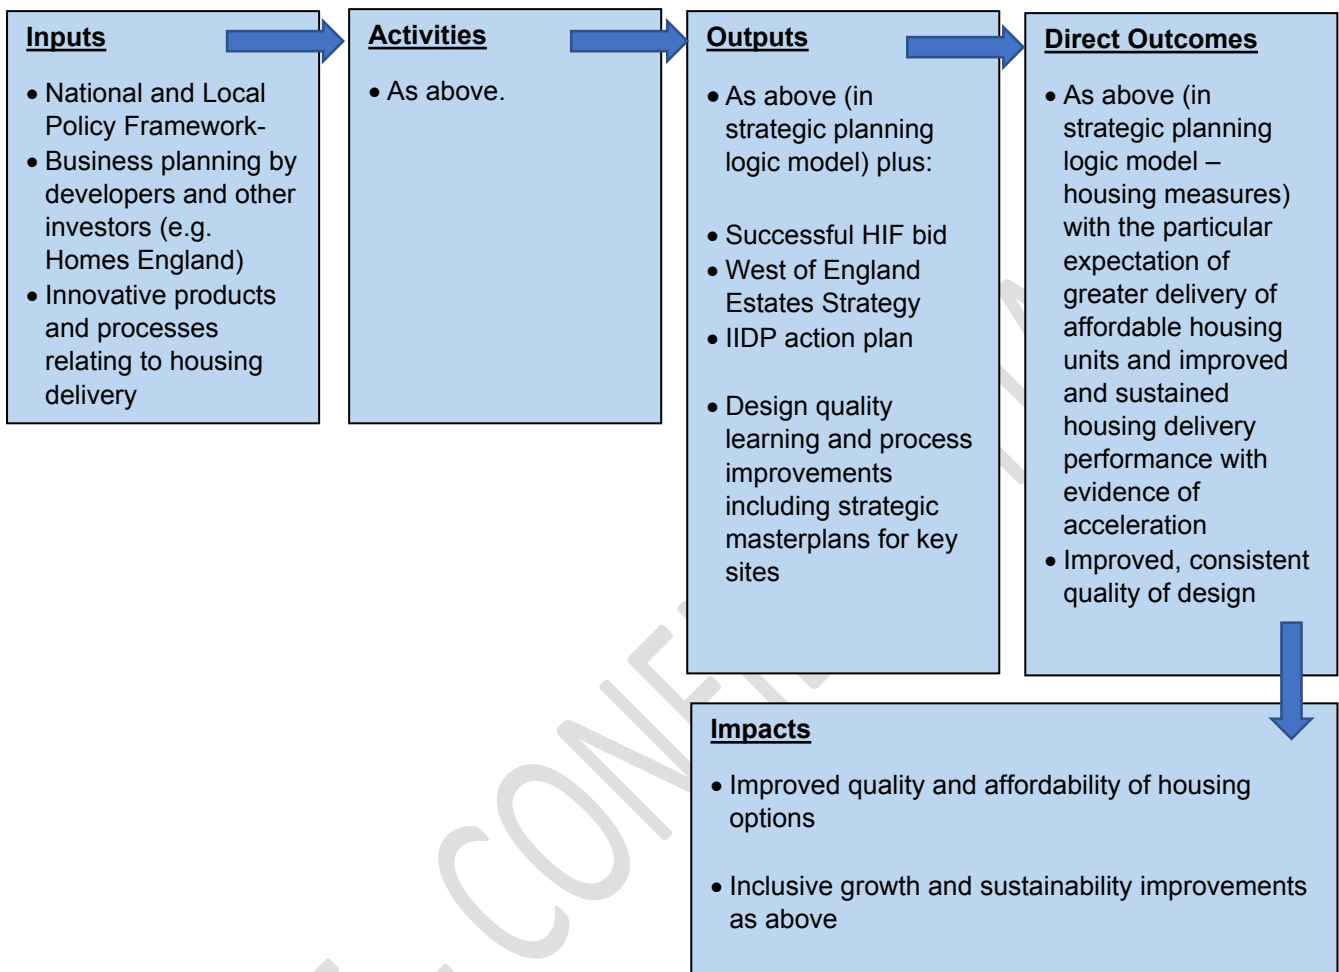 Inputs
• National and Local
Policy Framework-
• Business planning by
developers and other
investors (e.g.
Homes England)
• Innovative products
and processes
relating to housing
delivery
Activities
• As above.
Outputs
• As above (in
strategic planning
logic model) plus:
• Successful HIF bid
• West of England
Estates Strategy
• IIDP action plan
• Design quality
learning and process
improvements
including strategic
masterplans for key
sites
Direct Outcomes
• As above (in
strategic planning
logic model –
housing measures)
with the particular
expectation of
greater delivery of
affordable housing
units and improved
and sustained
housing delivery
performance with
evidence of
acceleration
• Improved, consistent
quality of design
Impacts
• Improved quality and affordability of housing
options
• Inclusive growth and sustainability improvements
as above